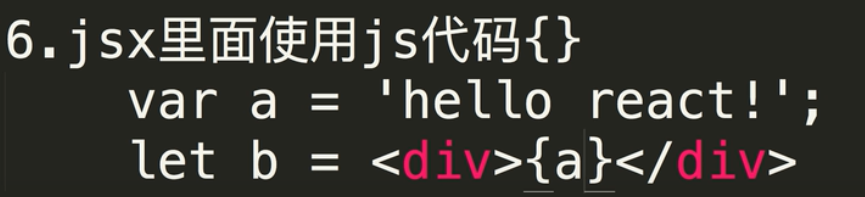 6.jsx里面使用js代码{}
var a = 'hello react!';
let b = <div>{a}</div>